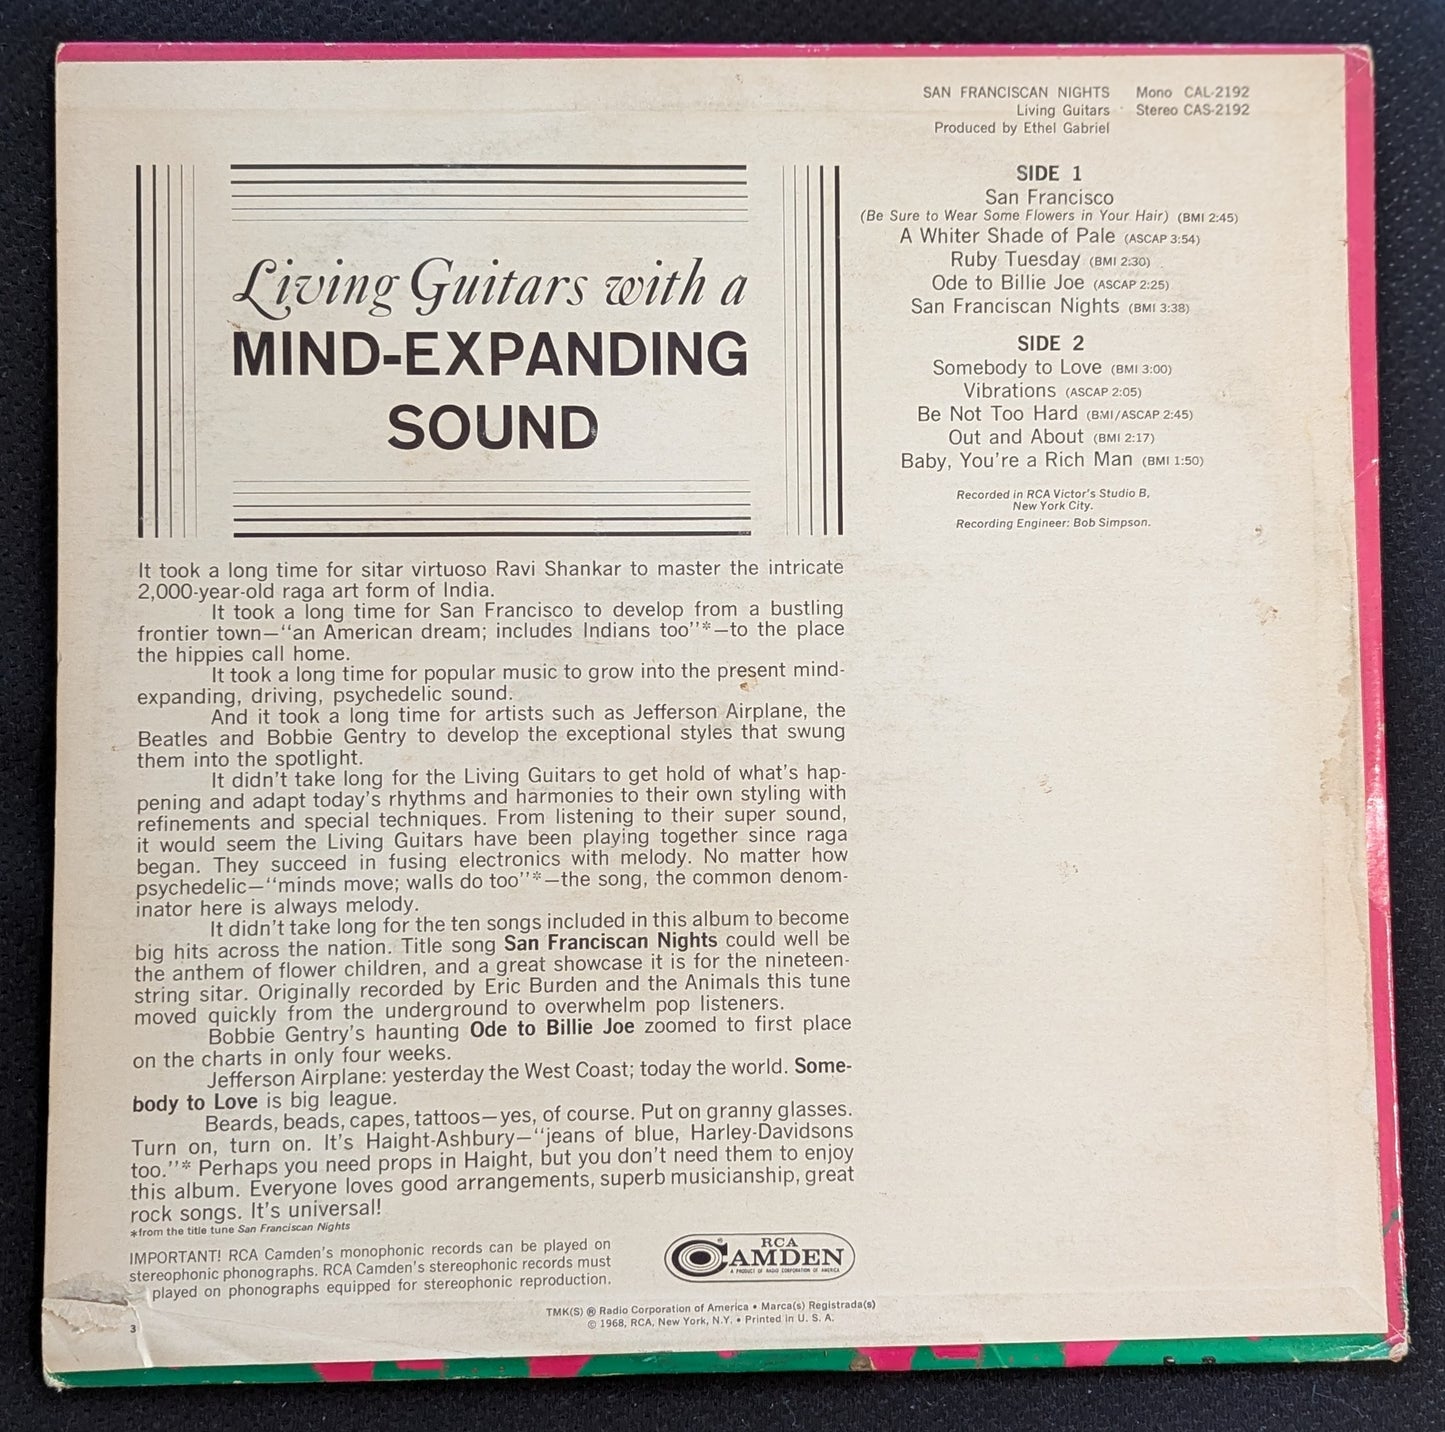 SAN FRANCISCAN NIGHTS Mono CAL-2192
Living Guitars Stereo CAS-2192
Produced by Ethel Gabriel
Living Guitars with a
MIND-EXPANDING
SOUND
SIDE 1
San Francisco
(Be Sure to Wear Some Flowers in Your Hair) (BMI 2:45)
A Whiter Shade of Pale (ASCAP 3:54)
Ruby Tuesday (BMI 2:30)
Ode to Billie Joe (ASCAP 2:25)
San Franciscan Nights (BMI 3:38)
SIDE 2
Somebody to Love (BMI 3:00)
Vibrations (ASCAP 2:05)
Be Not Too Hard (BMI/ASCAP 2:45)
Out and About (BMI 2:17)
Baby, You're a Rich Man (BMI 1:50)
Recorded in RCA Victor's Studio B,
New York City.
Recording Engineer: Bob Simpson.
It took a long time for sitar virtuoso Ravi Shankar to master the intricate
2,000-year-old raga art form of India.
It took a long time for San Francisco to develop from a bustling
frontier town—"an American dream; includes Indians too"*—to the place
the hippies call home.
It took a long time for popular music to grow into the present mind-
expanding, driving, psychedelic sound.
And it took a long time for artists such as Jefferson Airplane, the
Beatles and Bobbie Gentry to develop the exceptional styles that swung
them into the spotlight.
It didn't take long for the Living Guitars to get hold of what's hap-
pening and adapt today's rhythms and harmonies to their own styling with
refinements and special techniques. From listening to their super sound,
it would seem the Living Guitars have been playing together since raga
began. They succeed in fusing electronics with melody. No matter how
psychedelic—"minds move; walls do too"*—the song, the common denom-
inator here is always melody.
It didn't take long for the ten songs included in this album to become
big hits across the nation. Title song San Franciscan Nights could well be
the anthem of flower children, and a great showcase it is for the nineteen-
string sitar. Originally recorded by Eric Burden and the Animals this tune
moved quickly from the underground to overwhelm pop listeners.
Bobbie Gentry's haunting Ode to Billie Joe zoomed to first place
on the charts in only four weeks.
Jefferson Airplane: yesterday the West Coast; today the world. Some-
body to Love is big league.
Beards, beads, capes, tattoos—yes, of course. Put on granny glasses.
Turn on, turn on. It's Haight-Ashbury—"jeans of blue, Harley-Davidsons
too."* Perhaps you need props in Haight, but you don't need them to enjoy
this album. Everyone loves good arrangements, superb musicianship, great
rock songs. It's universal!
*from the title tune San Franciscan Nights
IMPORTANT! RCA Camden's monophonic records can be played on
stereophonic phonographs. RCA Camden's stereophonic records must
played on phonographs equipped for stereophonic reproduction.
RCA
CAMDEN
A PRODUCT OF RADIO CORPORATION OF AMERICA
TMK(S) ® Radio Corporation of America • Marca(s) Registrada(s)
© 1968, RCA, New York, N.Y. • Printed in U. S. A.
3